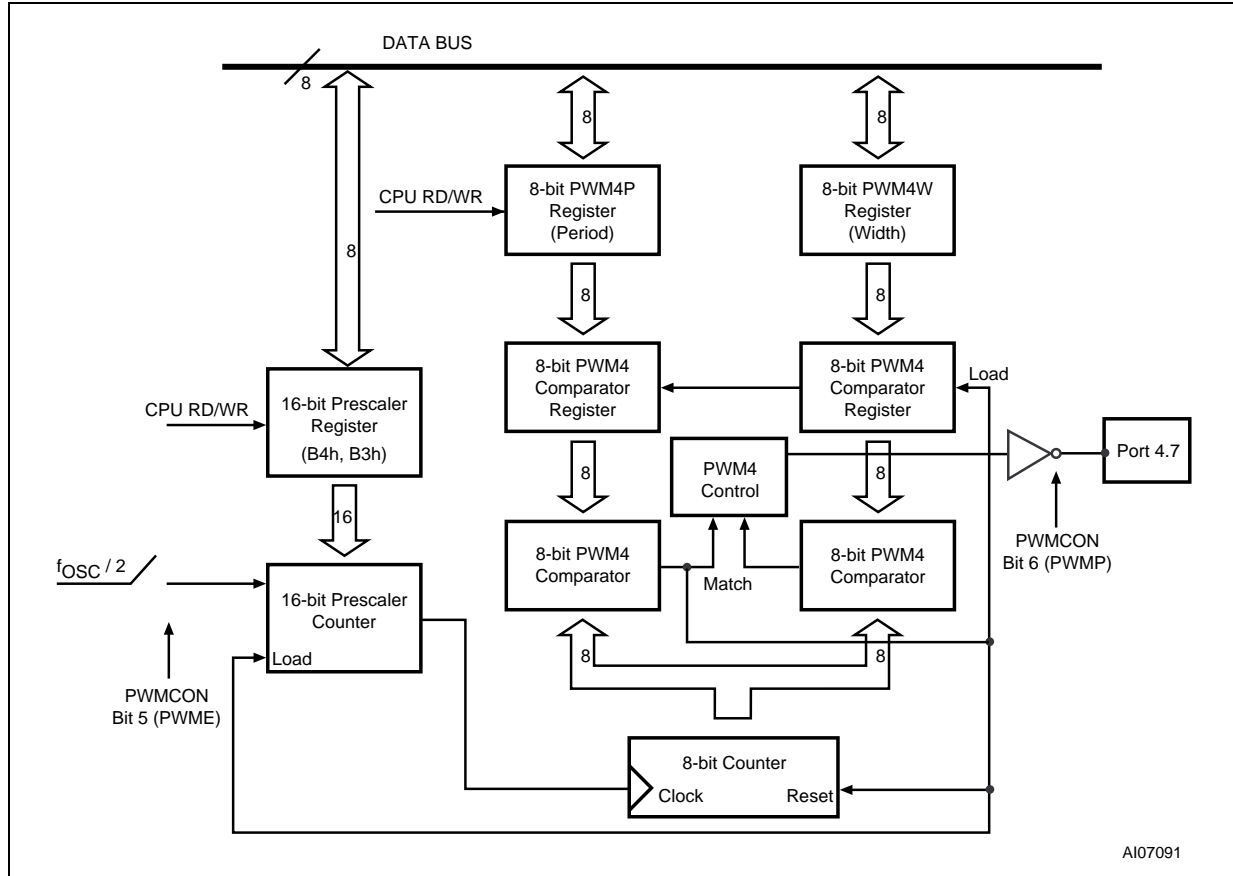 DATA BUS
8
8
8
8
CPU RD/WR
8-bit PWM4P
Register
(Period)
8-bit PWM4W
Register
(Width)
8
8
CPU RD/WR
16-bit Prescaler
Register
(B4h, B3h)
8-bit PWM4
Comparator
Register
8-bit PWM4
Comparator
Register
Load
8
PWM4
Control
8
Port 4.7
16
fOSC / 2
16-bit Prescaler
Counter
Load
8-bit PWM4
Comparator
Match
8-bit PWM4
Comparator
PWMCON
Bit 6 (PWMP)
8
8
PWMCON
Bit 5 (PWME)
8-bit Counter
Clock
Reset
AI07091